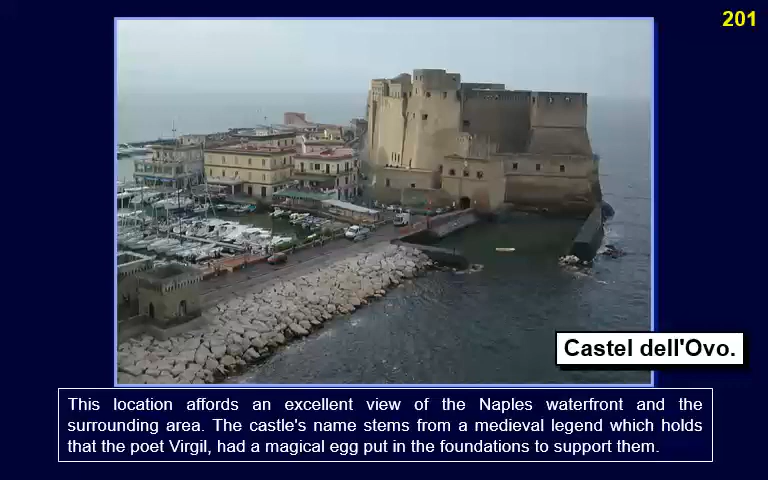 201
Castel dell'Ovo.
This location affords an excellent view of the Naples waterfront and the
surrounding area. The castle's name stems from a medieval legend which holds
that the poet Virgil, had a magical egg put in the foundations to support them.